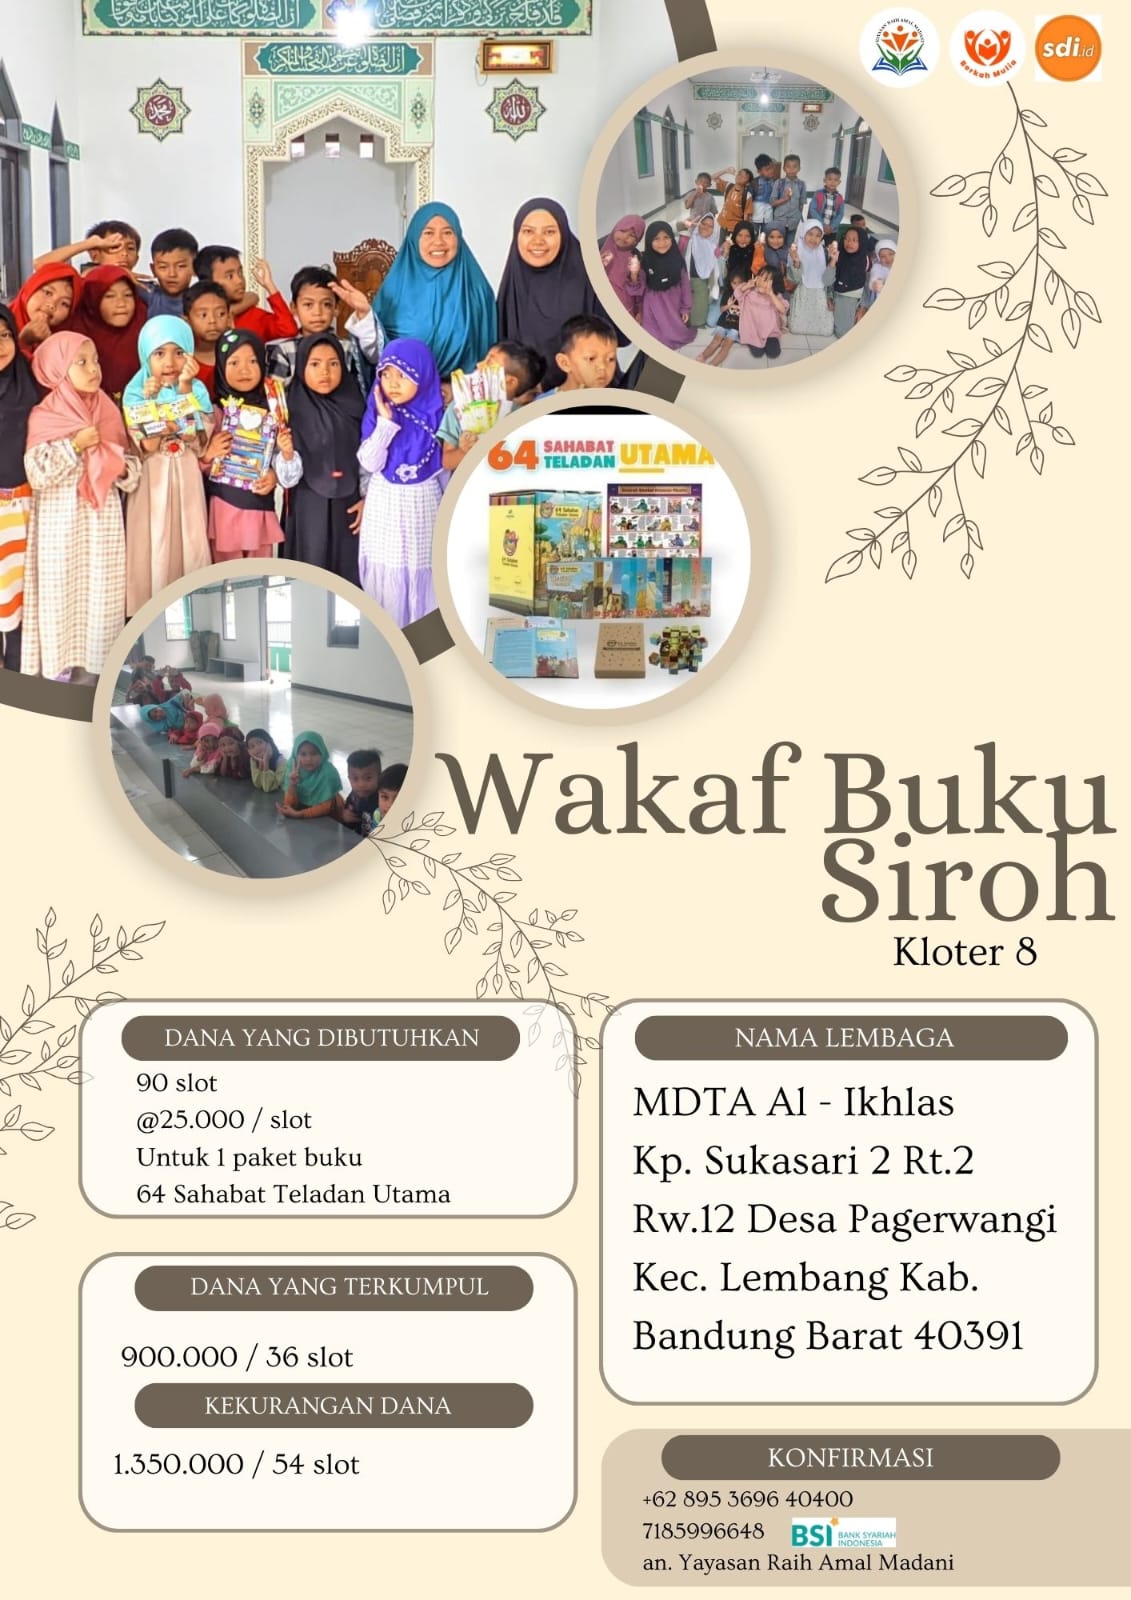 Berkah Mulia
sdi.id
64 SAHABAT
TELADAN UTAMA
Wakaf Buku
Siroh
Kloter 8
DANA YANG DIBUTUHKAN
90 slot
@25.000 / slot
Untuk 1 paket buku
64 Sahabat Teladan Utama
DANA YANG TERKUMPUL
900.000 / 36 slot
KEKURANGAN DANA
1.350.000 / 54 slot
NAMA LEMBAGA
MDTA Al - Ikhlas
Kp. Sukasari 2 Rt.2
Rw.12 Desa Pagerwangi
Kec. Lembang Kab.
Bandung Barat 40391
KONFIRMASI
+62 895 3696 40400
7185996648 BSI BANK SYARIAH
INDONESIA
an. Yayasan Raih Amal Madani